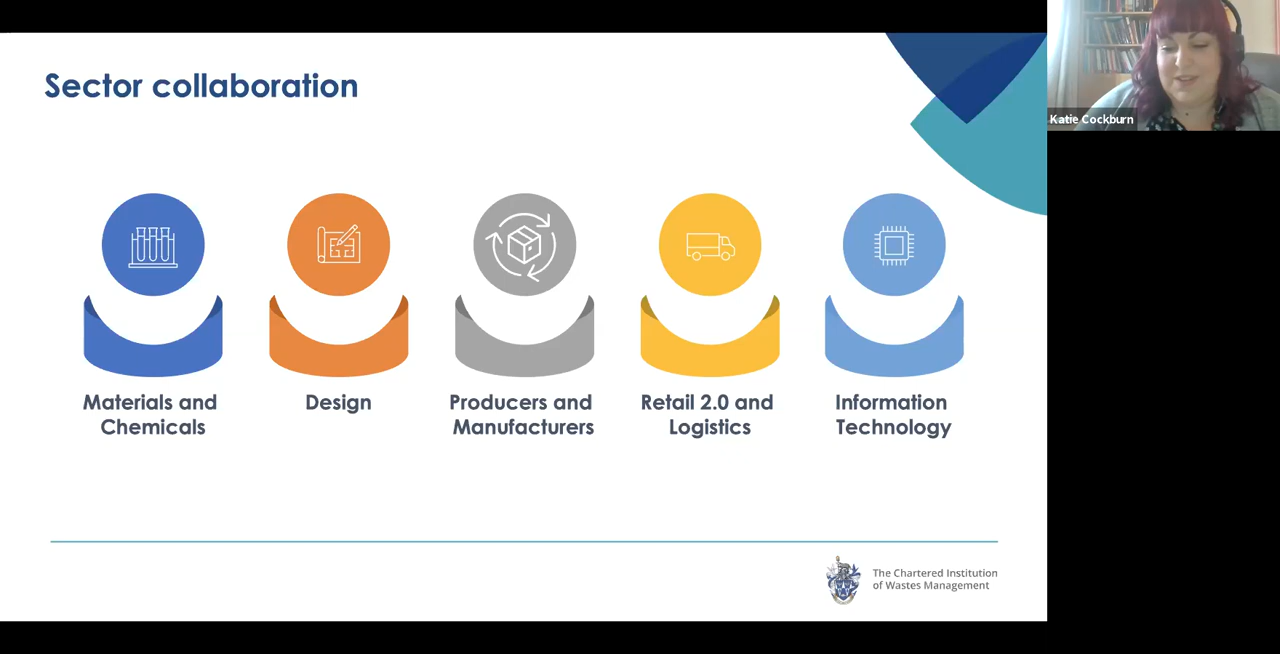 Sector collaboration
Katie Cockburn
Materials and
Chemicals
Design
Producers and
Manufacturers
Retail 2.0 and
Logistics
Information
Technology
The Chartered Institution
of Wastes Management